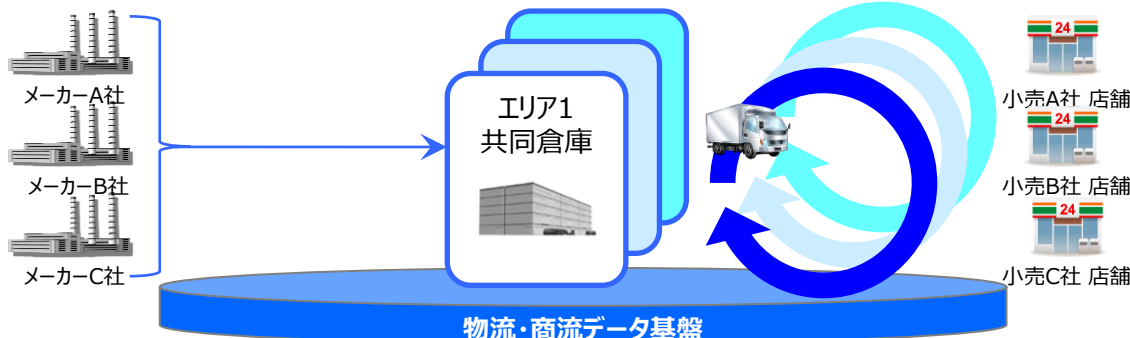 メーカーA社
メーカーB社
メーカーC社
エリア1
共同倉庫
24
小売A社 店舗
24
小売B社 店舗
24
小売C社 店舗
物流・商流データ基盤